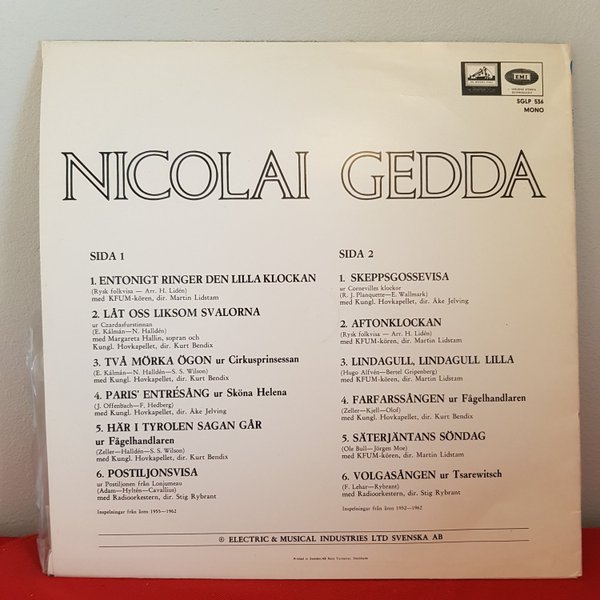 EMI
SGLP 536
MONO
NICOLAI GEDDA
SIDA 1
1. ENTONIGT RINGER DEN LILLA KLOCKAN
(Rysk folkvisa — Arr. H. Lidén)
med KFUM-kören, dir. Martin Lidstam
2. LÅT OSS LIKSOM SVALORNA
ur Czardasfurstinnan
(E. Kálmán—N. Halldén)
med Margareta Hallin, sopran och
Kungl. Hovkapellet, dir. Kurt Bendix
3. TVÅ MÖRKA ÖGON ur Cirkusprinsessan
(E. Kálmán—N. Halldén—S. S. Wilson)
med Kungl. Hovkapellet, dir. Kurt Bendix
4. PARIS' ENTRÉSÅNG ur Sköna Helena
(J. Offenbach—F. Hedberg)
med Kungl. Hovkapellet, dir. Åke Jelving
5. HÄR I TYROLEN SAGAN GÅR
ur Fågelhandlaren
(Zeller—Halldén—S. S. Wilson)
med Kungl. Hovkapellet, dir. Kurt Bendix
6. POSTILJONSVISA
ur Postiljonen från Lonjumeau
(Adam—Hyltén—Cavallius)
med Radioorkestern, dir. Stig Rybrant
Inspelningar från åren 1955—1962
SIDA 2
1. SKEPPSGOSSEVISA
ur Cornevilles klockor
(R. J. Planquette—E. Wallmark)
med Kungl. Hovkapellet, dir. Åke Jelving
2. AFTONKLOCKAN
(Rysk folkvisa — Arr. H. Lidén)
med KFUM-kören, dir. Martin Lidstam
3. LINDAGULL, LINDAGULL LILLA
(Hugo Alfvén—Bertel Gripenberg)
med KFUM-kören, dir. Martin Lidstam
4. FARFARSSÅNGEN ur Fågelhandlaren
(Zeller—Kjell—Olof)
med Kungl. Hovkapellet, dir. Kurt Bendix
5. SÄTERJÄNTANS SÖNDAG
(Ole Bull—Jörgen Moe)
med KFUM-kören, dir. Martin Lidstam
6. VOLGASÅNGEN ur Tsarewitsch
(F. Lehár—Rybrant)
med Radioorkestern, dir. Stig Rybrant
Inspelningar från åren 1952—1962
℗ ELECTRIC & MUSICAL INDUSTRIES LTD SVENSKA AB